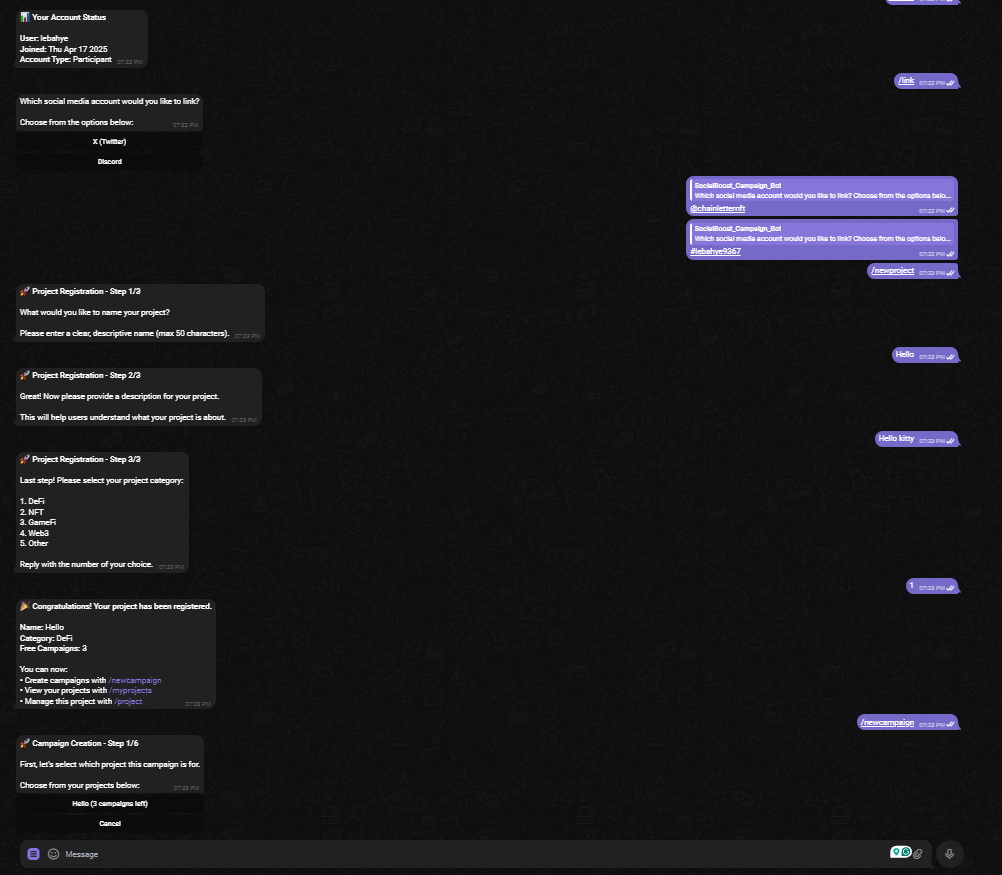 📊 Your Account Status
User: lebahye
Joined: Thu Apr 17 2025
Account Type: Participant 07:23 PM
/link 07:23 PM
Which social media account would you like to link?
Choose from the options below: 07:23 PM
X (Twitter)
Discord
SocialBoost_Campaign_Bot
Which social media account would you like to link? Choose from the options belo...
@chainletternft 07:23 PM
SocialBoost_Campaign_Bot
Which social media account would you like to link? Choose from the options belo...
#lebahye9367 07:23 PM
/newproject 07:23 PM
🚀 Project Registration - Step 1/3
What would you like to name your project?
Please enter a clear, descriptive name (max 50 characters). 07:23 PM
Hello 07:23 PM
🚀 Project Registration - Step 2/3
Great! Now please provide a description for your project.
This will help users understand what your project is about. 07:23 PM
Hello kitty 07:23 PM
🚀 Project Registration - Step 3/3
Last step! Please select your project category:
1. DeFi
2. NFT
3. GameFi
4. Web3
5. Other
Reply with the number of your choice. 07:23 PM
1 07:23 PM
🎉 Congratulations! Your project has been registered.
Name: Hello
Category: DeFi
Free Campaigns: 3
You can now:
• Create campaigns with /newcampaign
• View your projects with /myprojects
• Manage this project with /project 07:23 PM
/newcampaign 07:23 PM
🚀 Campaign Creation - Step 1/6
First, let's select which project this campaign is for.
Choose from your projects below: 07:23 PM
Hello (3 campaigns left)
Cancel
Message